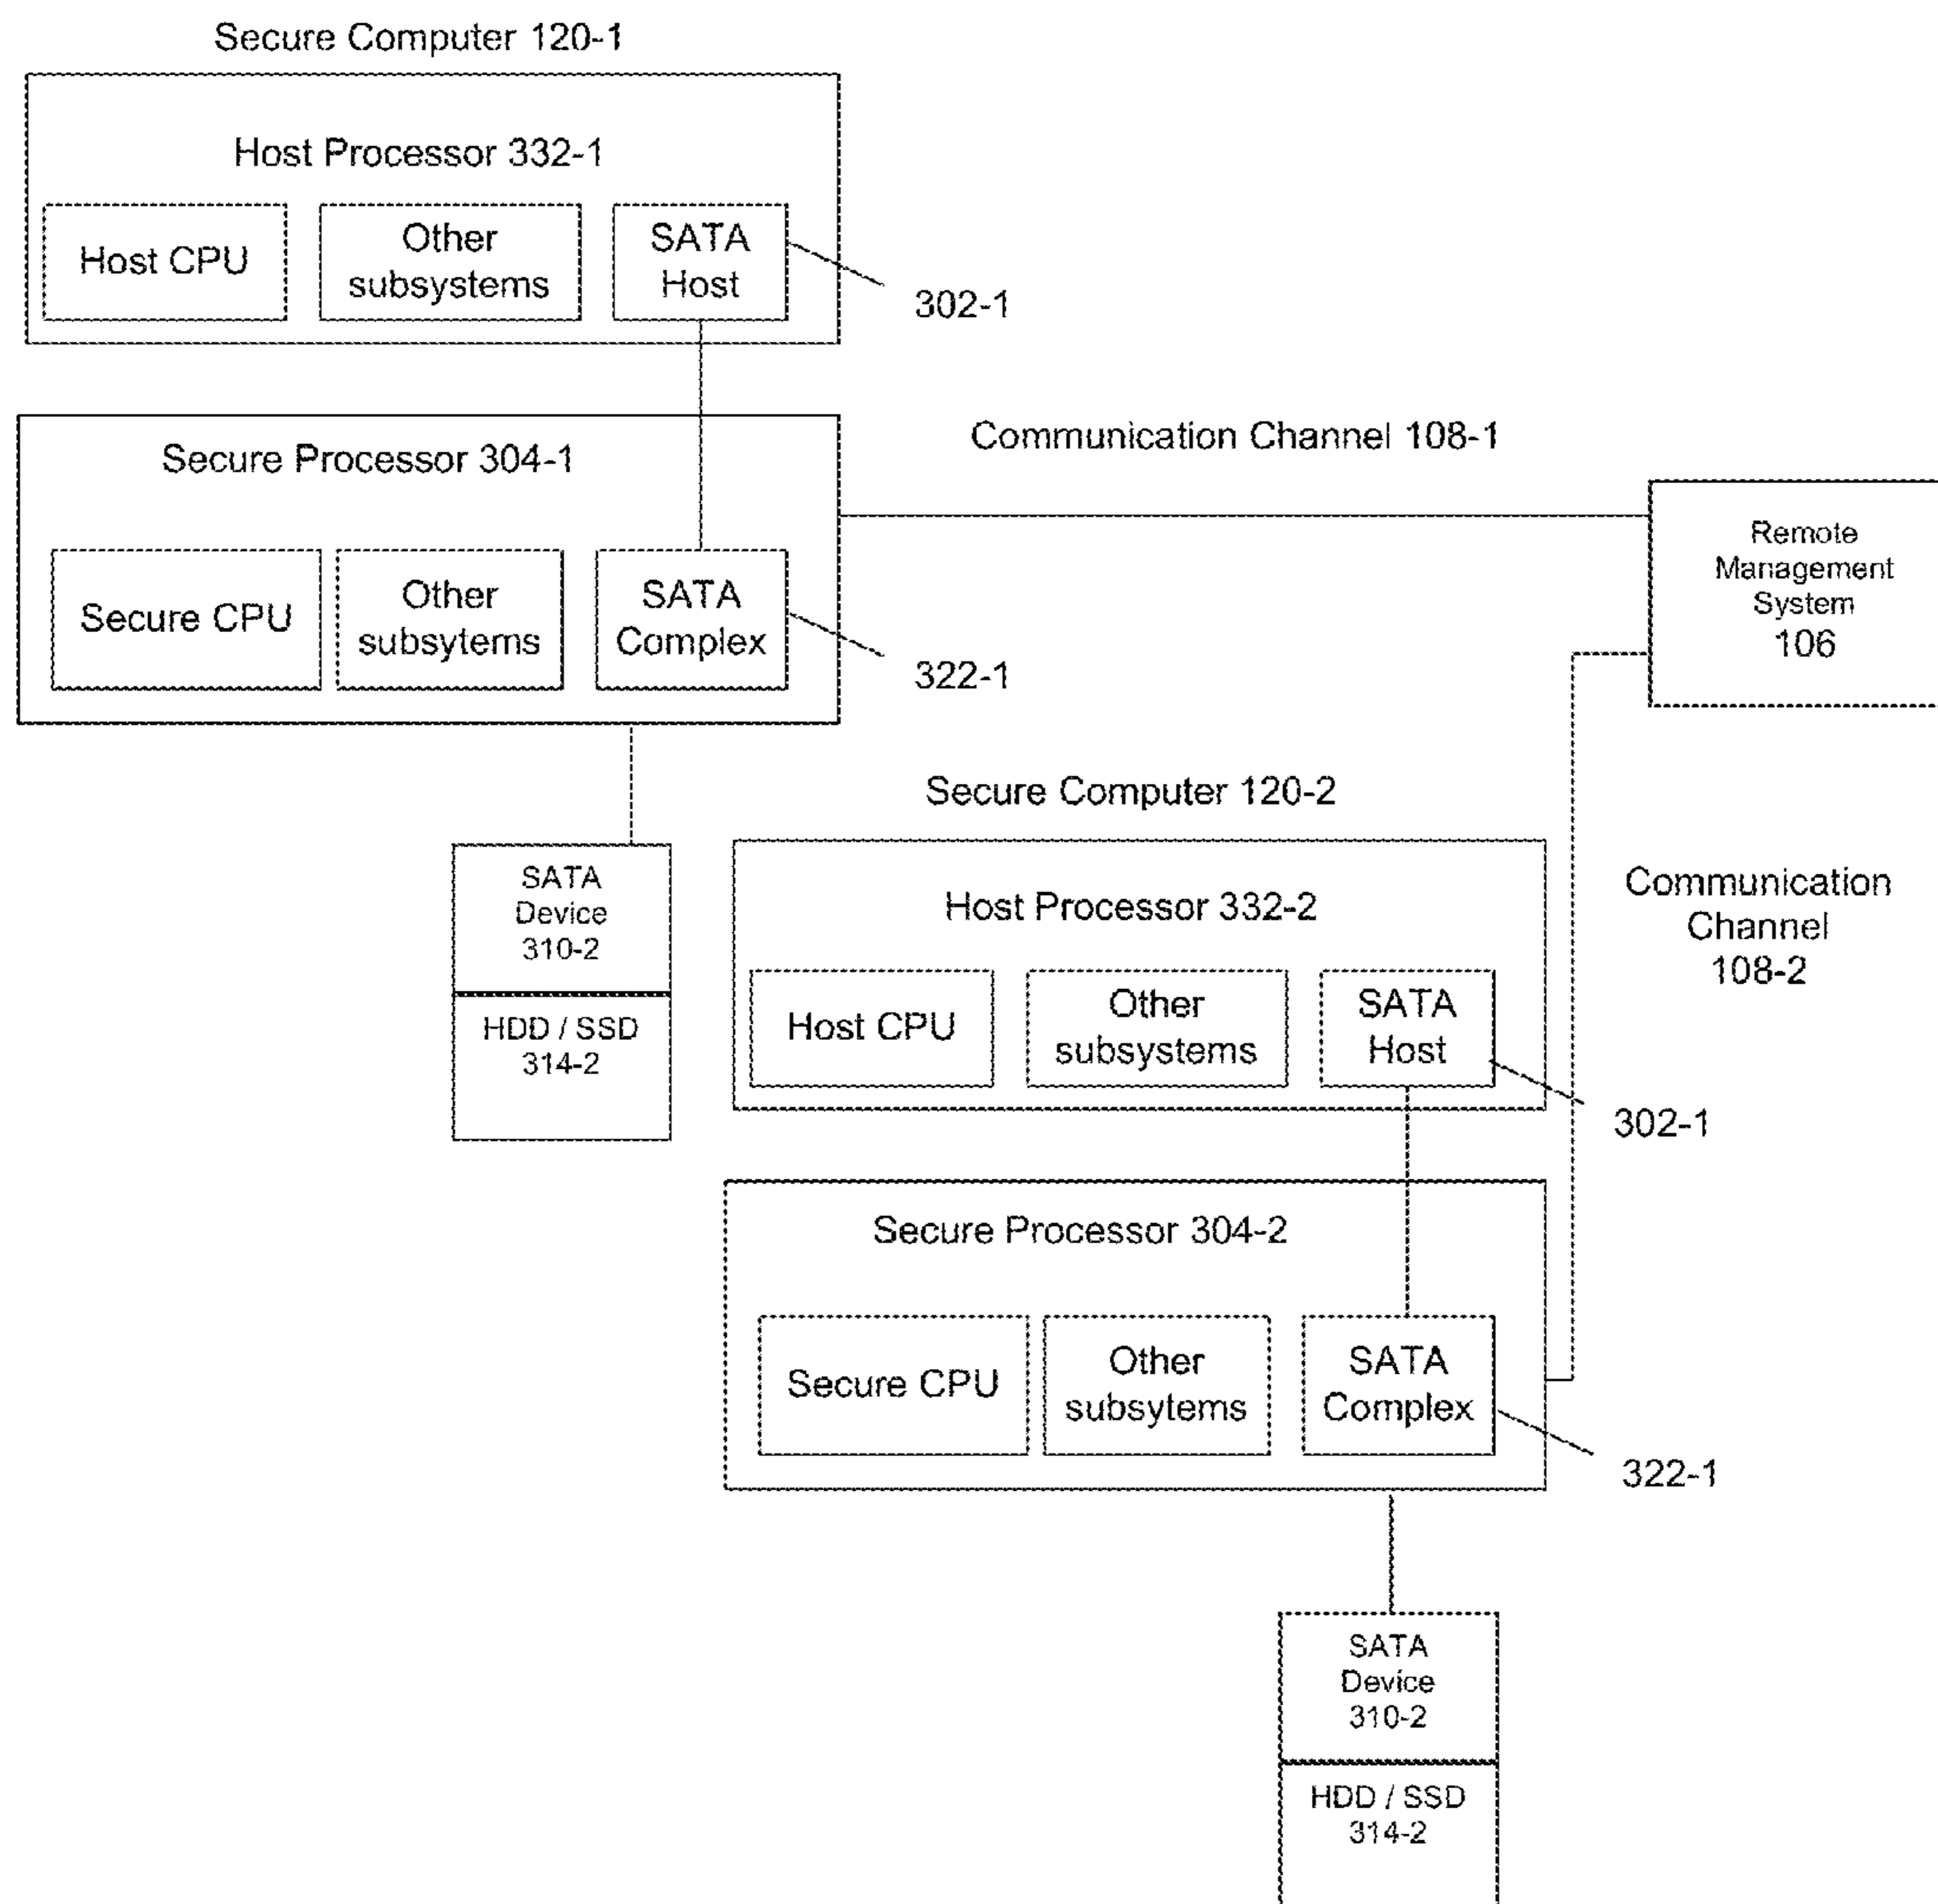 Secure Computer 120-1
Host Processor 332-1
Host CPU
Other
subsystems
SATA
Host
302-1
Secure Processor 304-1
Secure CPU
Other
subsytems
SATA
Complex
322-1
Communication Channel 108-1
Remote
Management
System
106
SATA
Device
310-2
HDD / SSD
314-2
Secure Computer 120-2
Host Processor 332-2
Host CPU
Other
subsystems
SATA
Host
302-1
Communication
Channel
108-2
Secure Processor 304-2
Secure CPU
Other
subsytems
SATA
Complex
322-1
SATA
Device
310-2
HDD / SSD
314-2